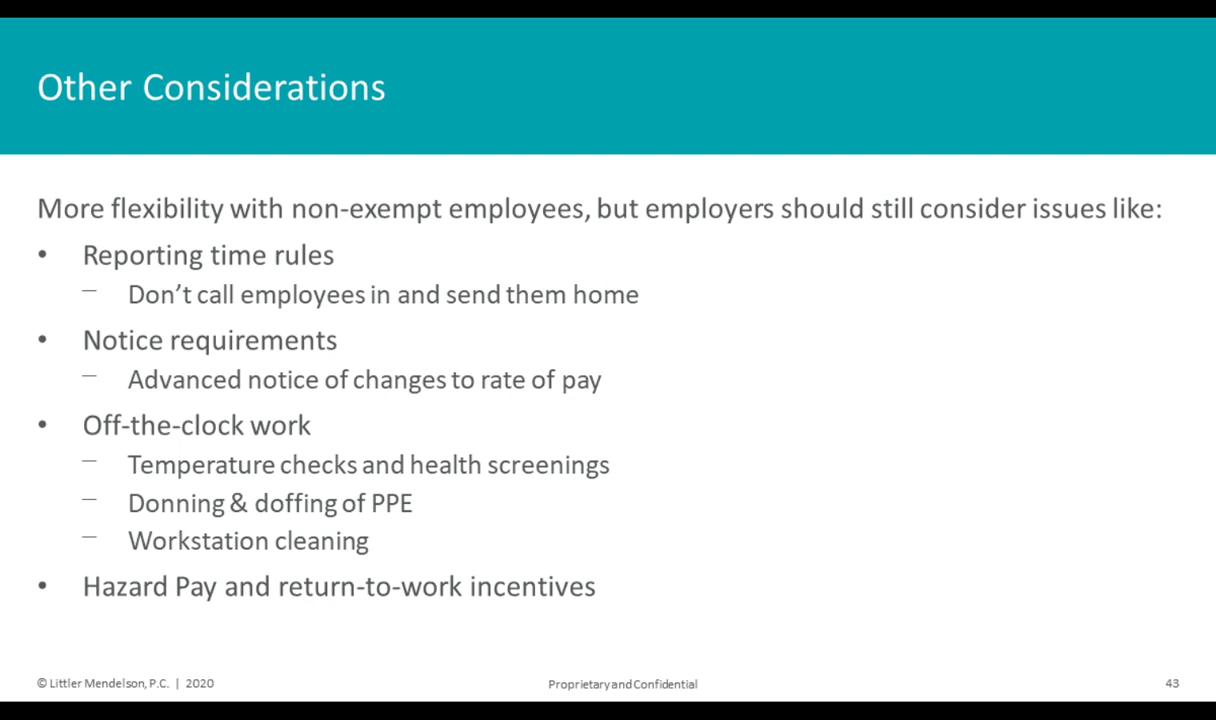 Other Considerations
More flexibility with non-exempt employees, but employers should still consider issues like:
• Reporting time rules
– Don’t call employees in and send them home
• Notice requirements
– Advanced notice of changes to rate of pay
• Off-the-clock work
– Temperature checks and health screenings
– Donning & doffing of PPE
– Workstation cleaning
• Hazard Pay and return-to-work incentives
© Littler Mendelson, P.C. | 2020 Proprietary and Confidential 43